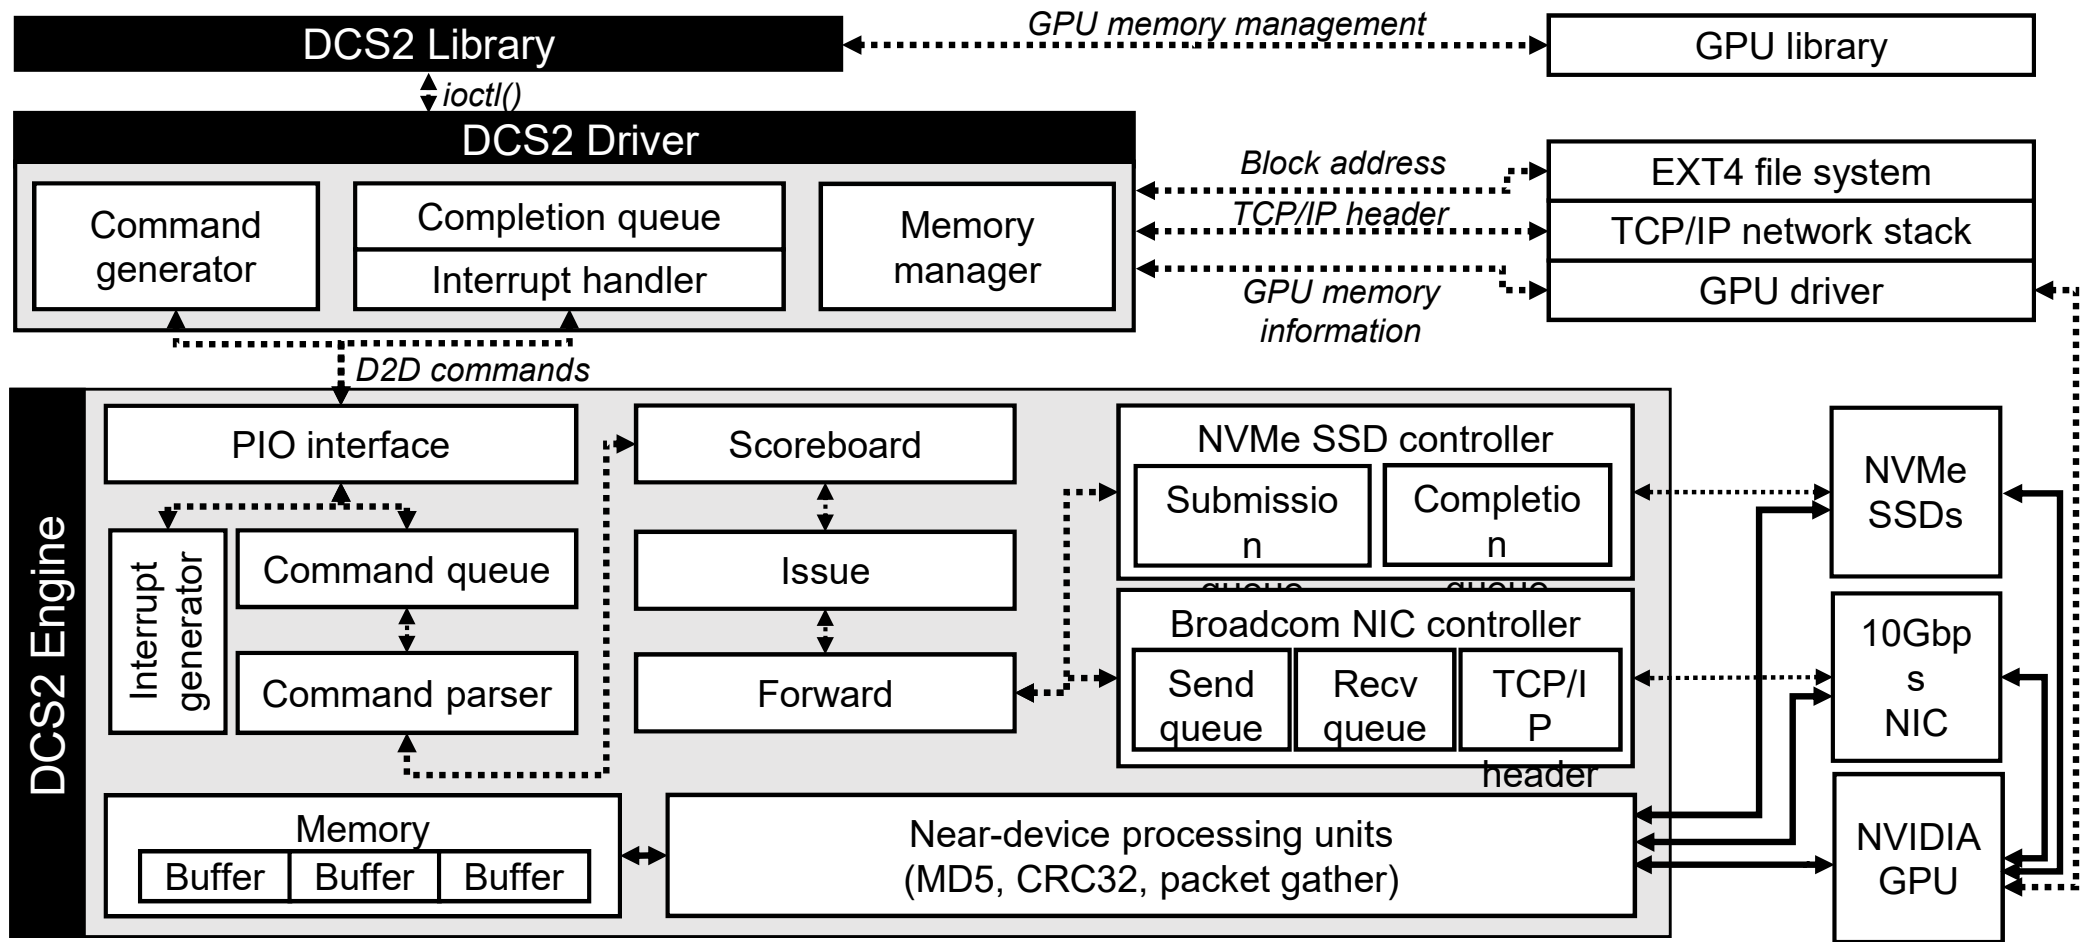 DCS2 Library
GPU memory management
GPU library
ioctl()
DCS2 Driver
Command
generator
Completion queue
Interrupt handler
Memory
manager
Block address
TCP/IP header
GPU memory
information
EXT4 file system
TCP/IP network stack
GPU driver
D2D commands
DCS2 Engine
PIO interface
Interrupt
generator
Command queue
Command parser
Scoreboard
Issue
Forward
NVMe SSD controller
Submissio
n
queue
Completio
n
queue
Broadcom NIC controller
Send
queue
Recv
queue
TCP/I
P
header
NVMe
SSDs
10Gbp
s
NIC
NVIDIA
GPU
Memory
Buffer
Buffer
Buffer
Near-device processing units
(MD5, CRC32, packet gather)